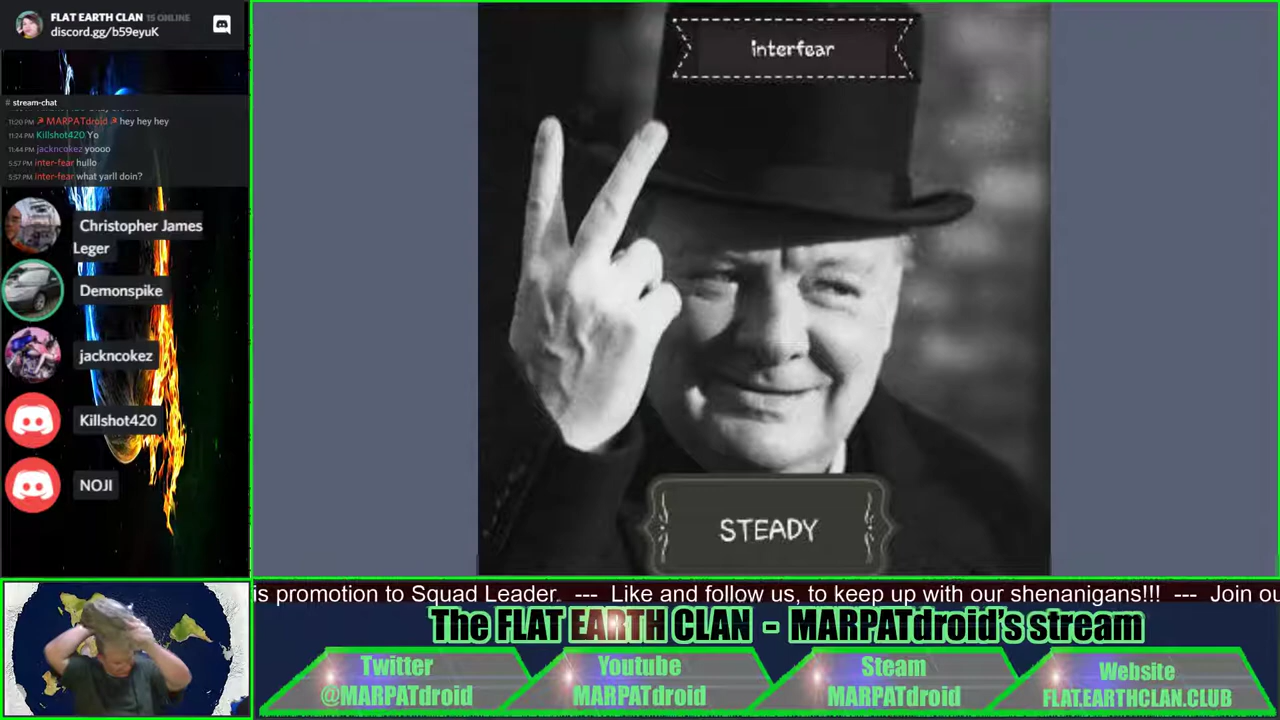 FLAT EARTH CLAN 15 ONLINE
discord.gg/b59eyuK
# stream-chat
11:20 PM MARPATdroid hey hey hey
11:24 PM Killshot420 Yo
11:44 PM jackncokez yoooo
5:57 PM inter-fear hullo
5:57 PM inter-fear what yarll doin?
Christopher James
Leger
Demonspike
jackncokez
Killshot420
NOJI
interfear
STEADY
is promotion to Squad Leader. --- Like and follow us, to keep up with our shenanigans!!! --- Join ou
The FLAT EARTH CLAN - MARPATdroid's stream
Twitter
@MARPATdroid
Youtube
MARPATdroid
Steam
MARPATdroid
Website
FLAT.EARTHCLAN.CLUB